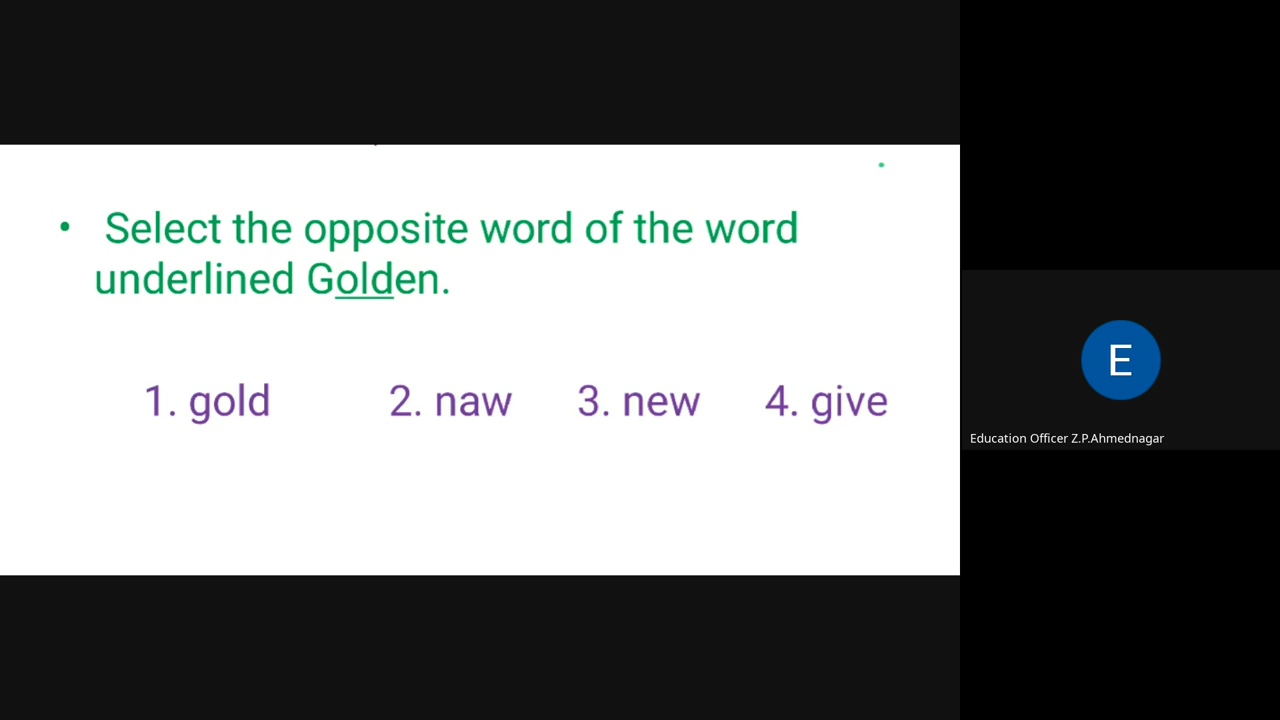 • Select the opposite word of the word
underlined Golden.
1. gold 2. naw 3. new 4. give
E
Education Officer Z.P.Ahmednagar